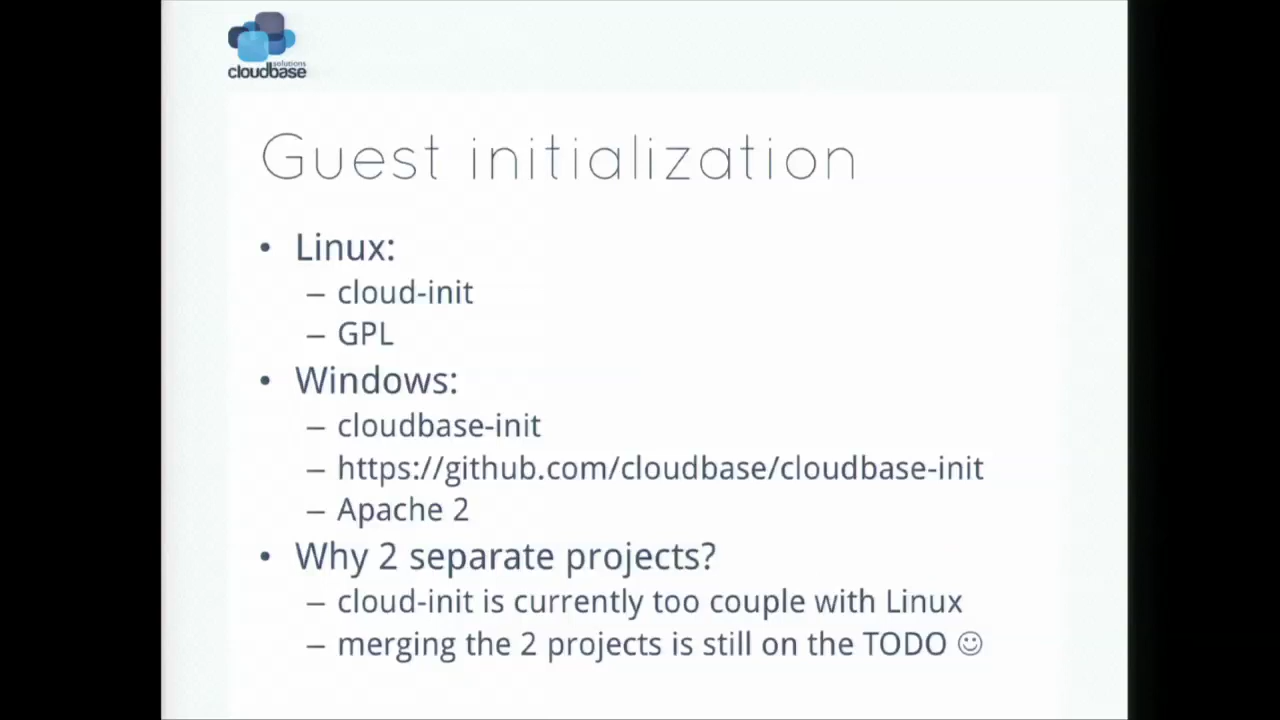 solutions
cloudbase
Guest initialization
• Linux:
– cloud-init
– GPL
• Windows:
– cloudbase-init
– https://github.com/cloudbase/cloudbase-init
– Apache 2
• Why 2 separate projects?
– cloud-init is currently too couple with Linux
– merging the 2 projects is still on the TODO ☺